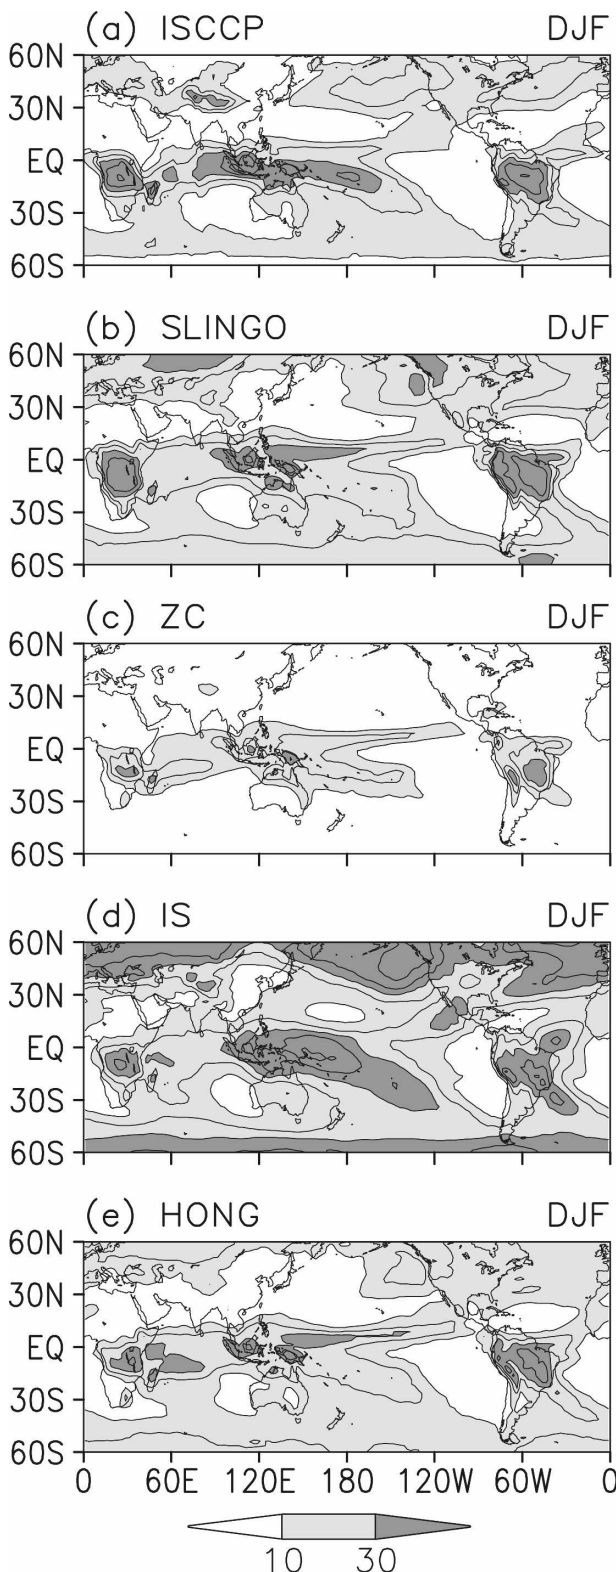 (a) ISCCP DJF
60N
30N
EQ
30S
60S
(b) SLINGO DJF
60N
30N
EQ
30S
60S
(c) ZC DJF
60N
30N
EQ
30S
60S
(d) IS DJF
60N
30N
EQ
30S
60S
(e) HONG DJF
60N
30N
EQ
30S
60S
0 60E 120E 180 120W 60W 0
10 30